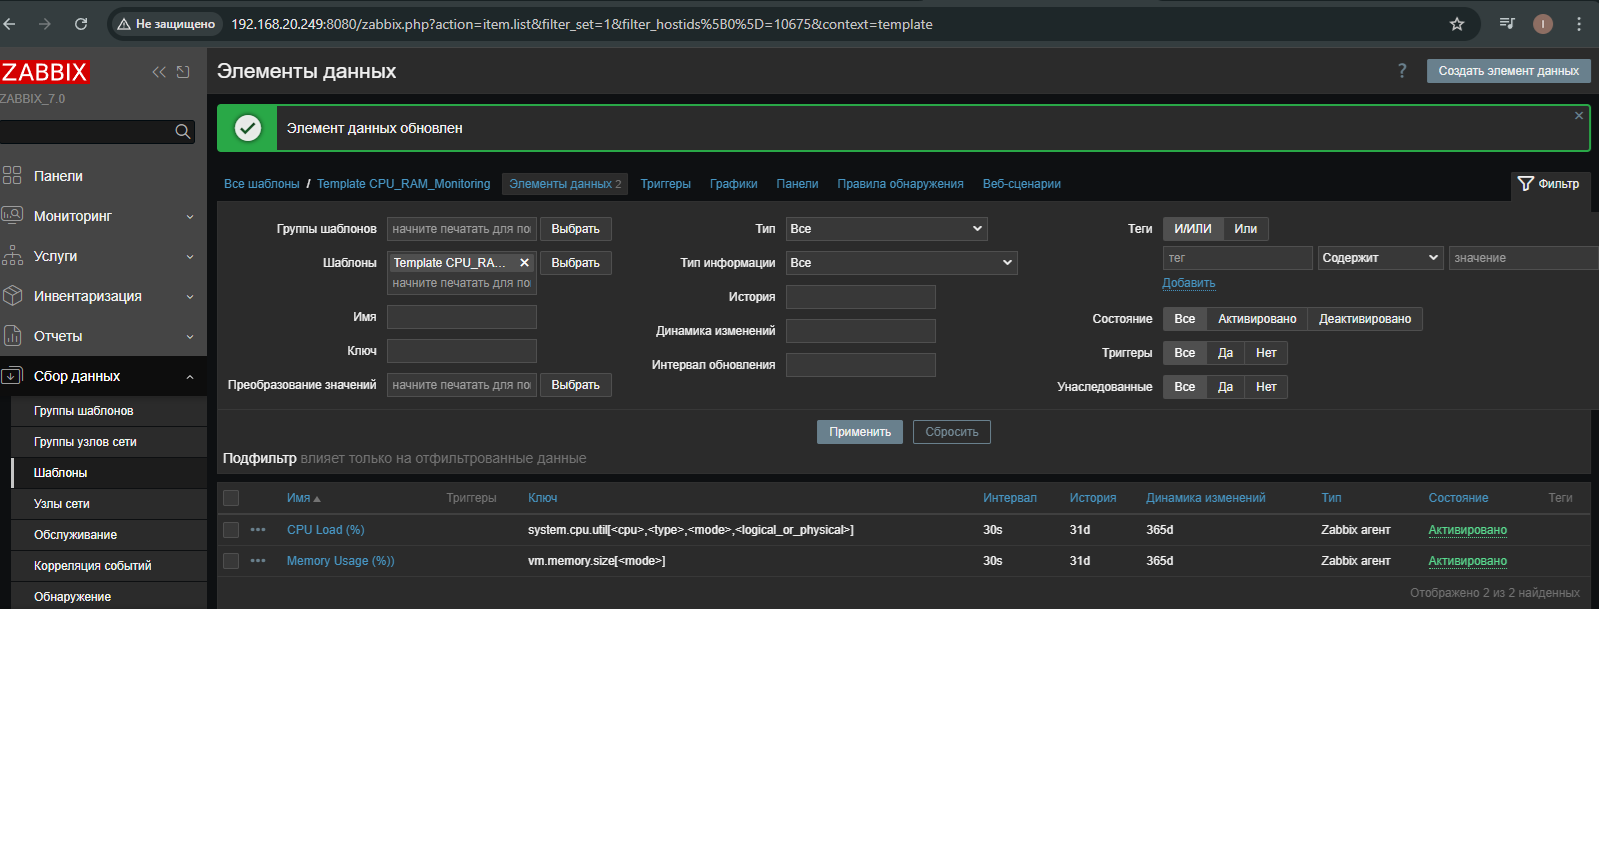 Не защищено
192.168.20.249:8080/zabbix.php?action=item.list&filter_set=1&filter_hostids%5B0%5D=10675&context=template
I
ZABBIX
ZABBIX_7.0
Панели
Мониторинг
Услуги
Инвентаризация
Отчеты
Сбор данных
Группы шаблонов
Группы узлов сети
Шаблоны
Узлы сети
Обслуживание
Корреляция событий
Обнаружение
Элементы данных
?
Создать элемент данных
Элемент данных обновлен
Все шаблоны / Template CPU_RAM_Monitoring Элементы данных 2 Триггеры Графики Панели Правила обнаружения Веб-сценарии
Фильтр
Группы шаблонов начните печатать для пои Выбрать
Шаблоны Template CPU_RA... Выбрать
начните печатать для пои
Имя
Ключ
Преобразование значений начните печатать для пои Выбрать
Тип Все
Тип информации Все
История
Динамика изменений
Интервал обновления
Теги И/ИЛИ Или
тег Содержит значение
Добавить
Состояние Все Активировано Деактивировано
Триггеры Все Да Нет
Унаследованные Все Да Нет
Применить Сбросить
Подфильтр влияет только на отфильтрованные данные
Имя Триггеры Ключ Интервал История Динамика изменений Тип Состояние Теги
CPU Load (%) system.cpu.util[<cpu>,<type>,<mode>,<logical_or_physical>] 30s 31d 365d Zabbix агент Активировано
Memory Usage (%)) vm.memory.size[<mode>] 30s 31d 365d Zabbix агент Активировано
Отображено 2 из 2 найденных